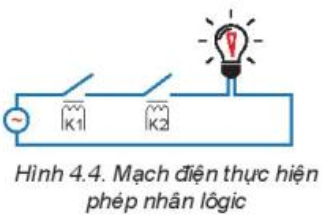 K1 K2
Hình 4.4. Mạch điện thực hiện
phép nhân lôgic